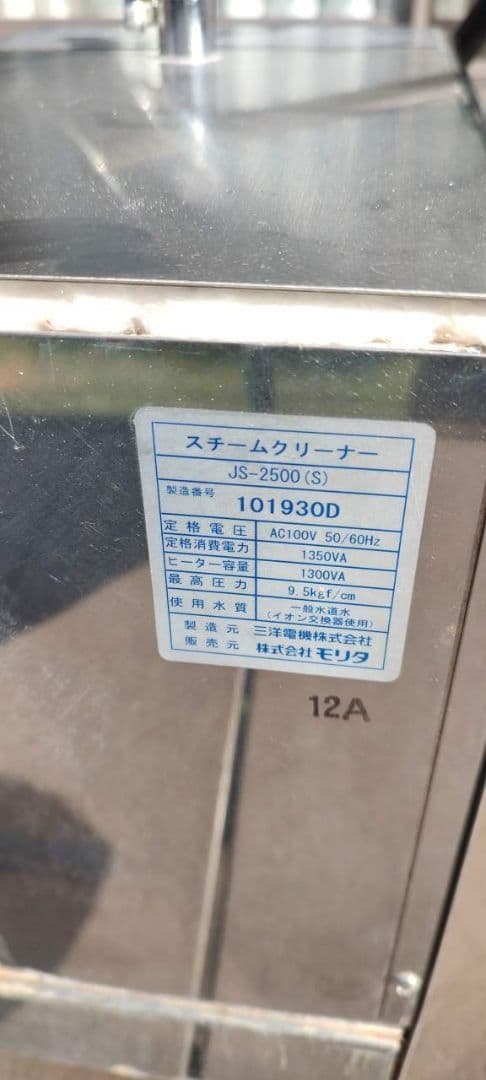 スチームクリーナー
JS-2500(S)
製造番号 101930D
定格電圧 AC100V 50/60Hz
定格消費電力 1350VA
ヒーター容量 1300VA
最高圧力 9.5kgf/cm
使用水質 一般水道水
(イオン交換器使用)
製造元 三洋電機株式会社
販売元 株式会社モリタ
12A